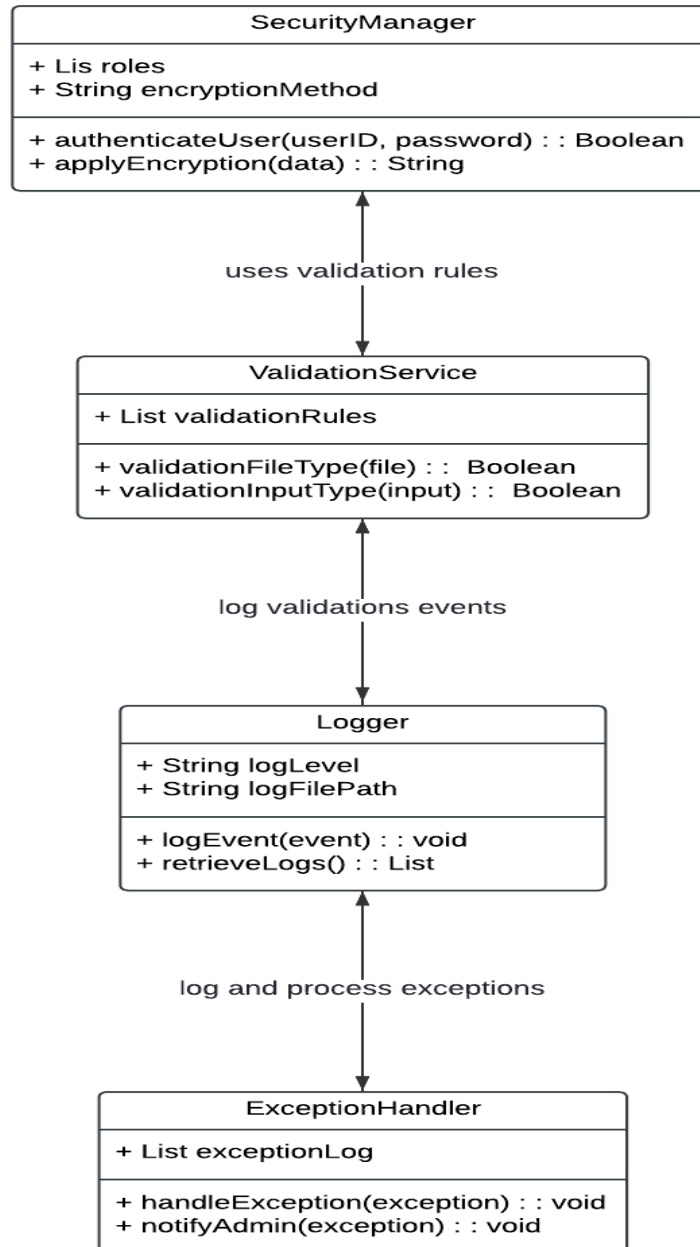 SecurityManager
+ Lis roles
+ String encryptionMethod
+ authenticateUser(userID, password) : : Boolean
+ applyEncryption(data) : : String
uses validation rules
ValidationService
+ List validationRules
+ validationFileType(file) : :  Boolean
+ validationInputType(input) : :  Boolean
log validations events
Logger
+ String logLevel
+ String logFilePath
+ logEvent(event) : : void
+ retrieveLogs() : : List
log and process exceptions
ExceptionHandler
+ List exceptionLog
+ handleException(exception) : : void
+ notifyAdmin(exception) : : void